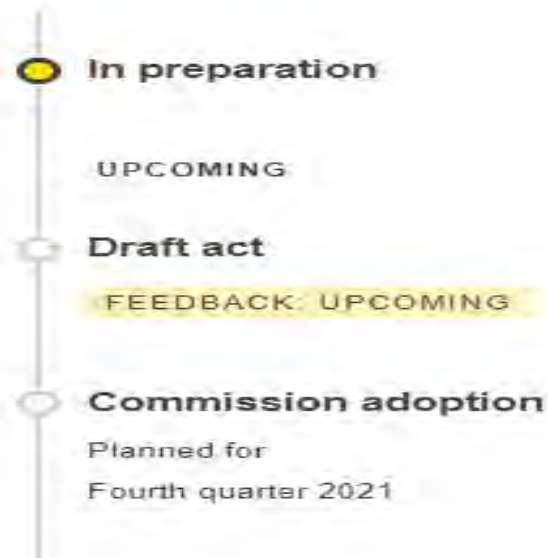 In preparation
UPCOMING
Draft act
FEEDBACK: UPCOMING
Commission adoption
Planned for
Fourth quarter 2021